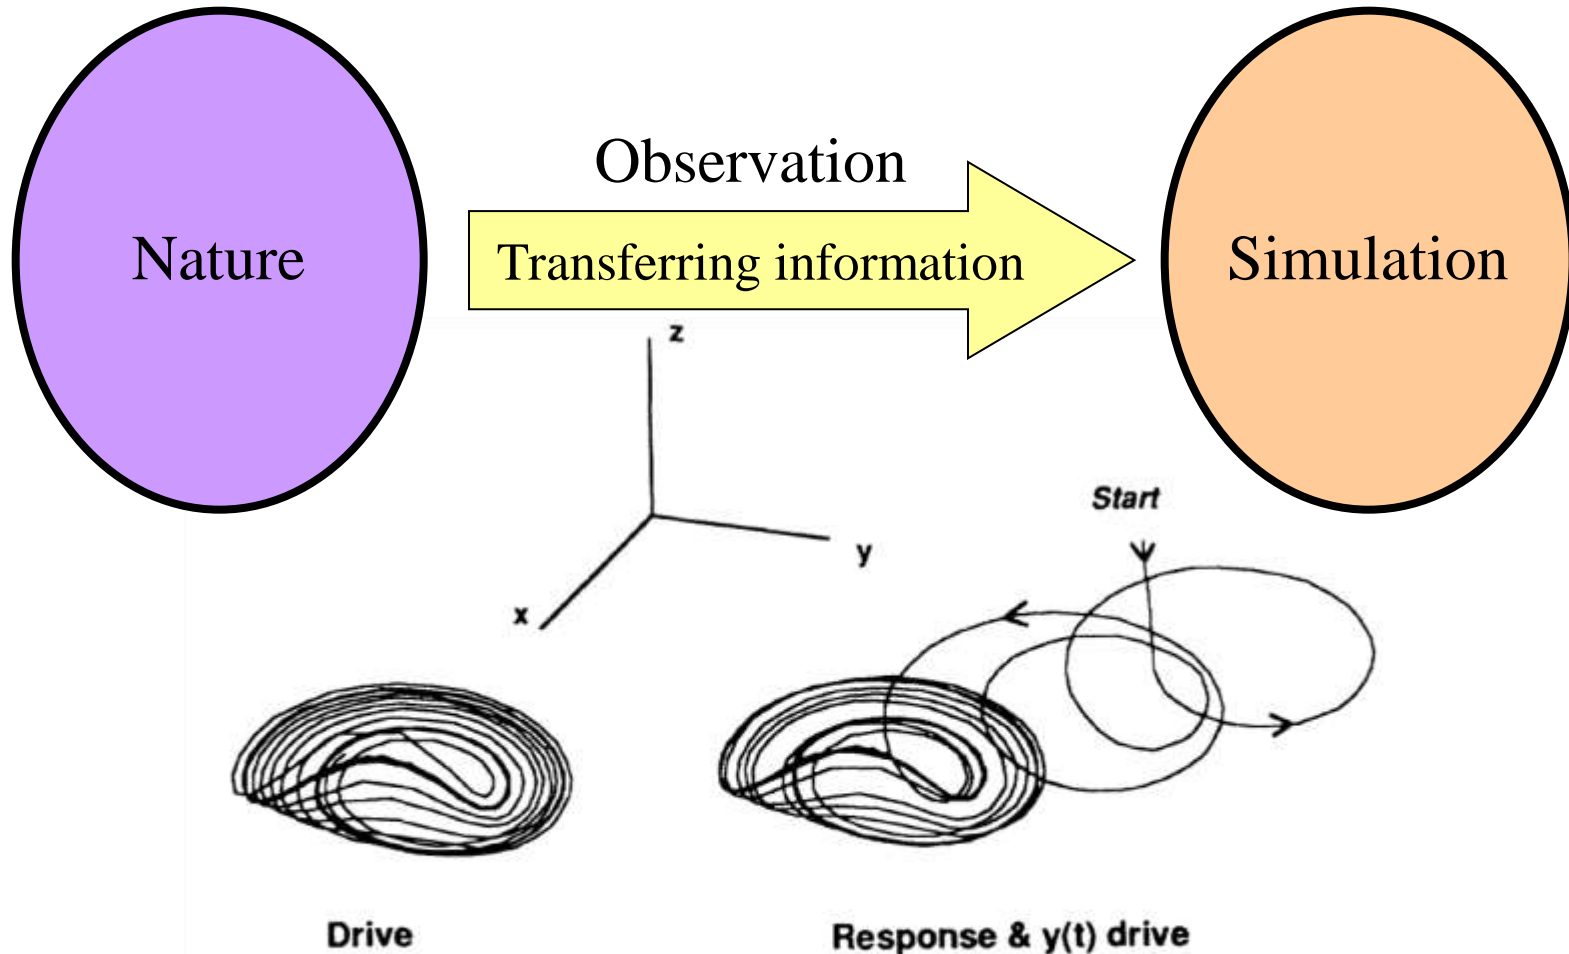 Observation
Nature
Transferring information
Simulation
z
Start
y
x
Drive
Response & y(t) drive